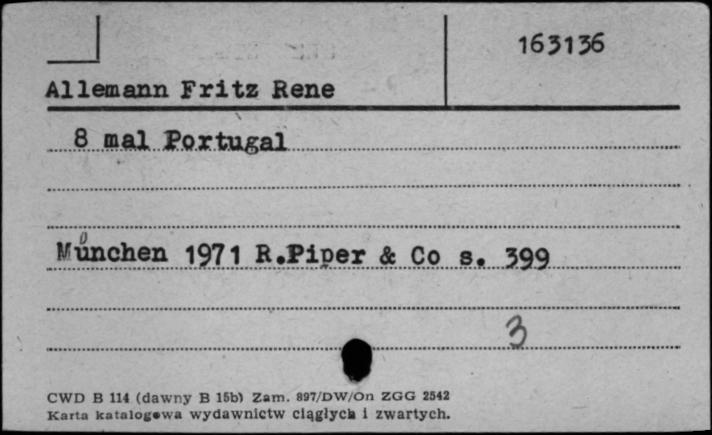 163136
Allemann Fritz Rene
8 mal Portugal
München 1971 R.Piper & Co s. 399
3
CWD B 114 (dawny B 15b) Zam. 897/DW/On ZGG 2542
Karta katalogowa wydawnictw ciągłych i zwartych.